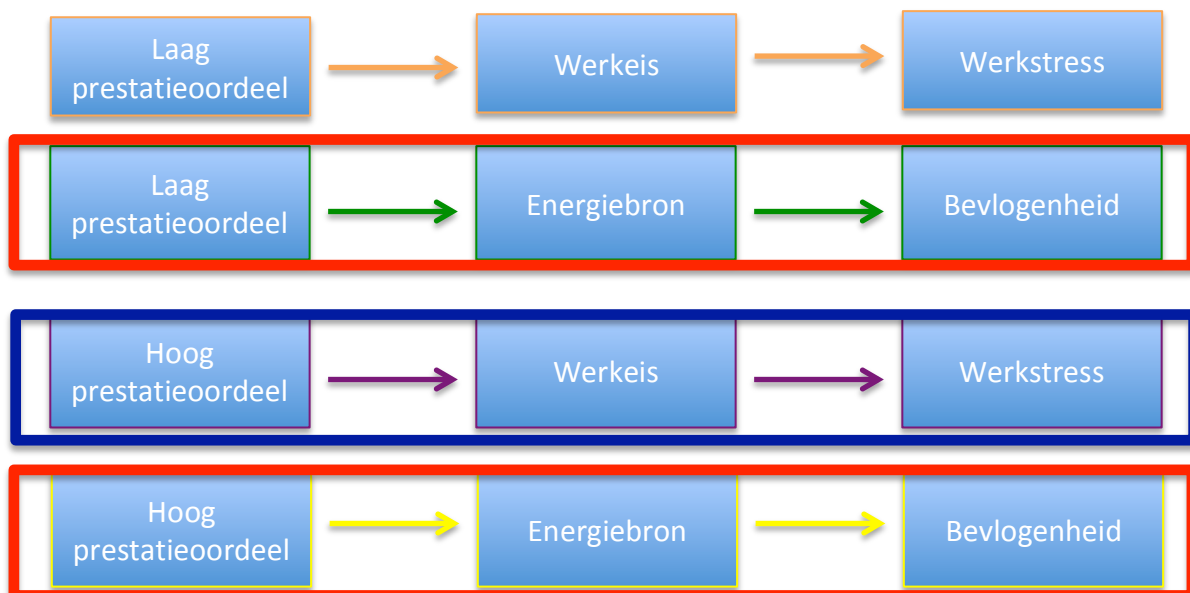 Laag
prestatieoordeel
Werkeis
Werkstress
Laag
prestatieoordeel
Energiebron
Bevlogenheid
Hoog
prestatieoordeel
Werkeis
Werkstress
Hoog
prestatieoordeel
Energiebron
Bevlogenheid